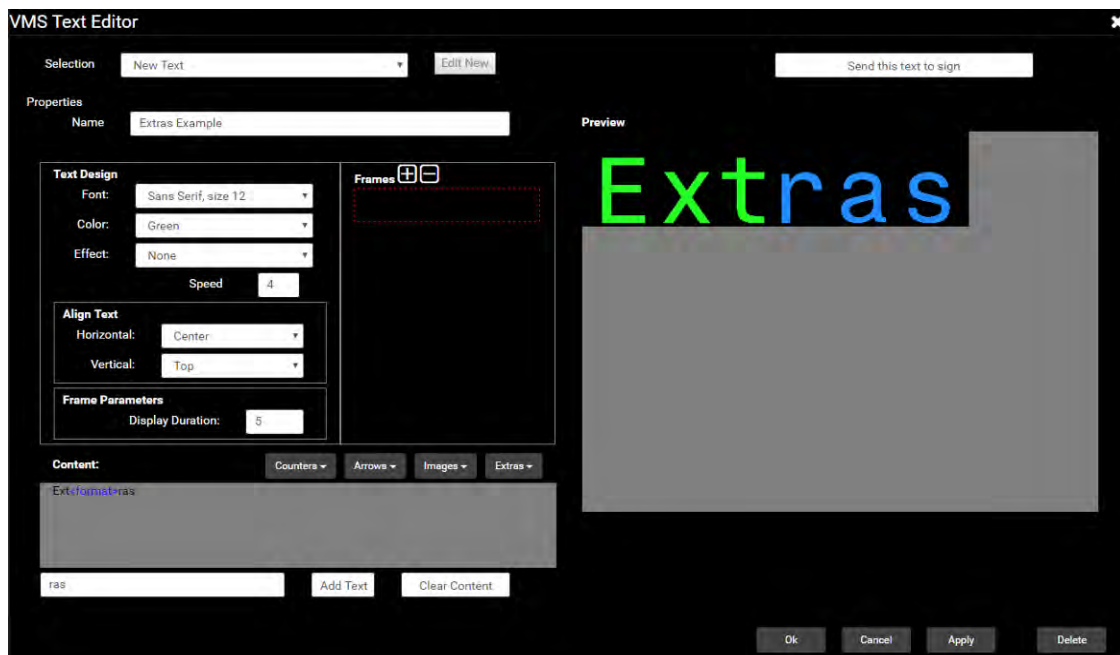 VMS Text Editor
Selection New Text Edit New Send this text to sign
Properties
Name Extras Example Preview
Text Design Frames
Font: Sans Serif, size 12
Color: Green
Effect: None
Speed 4
Align Text
Horizontal: Center
Vertical: Top
Frame Parameters
Display Duration: 5
Extras
Content: Counters Arrows Images Extras
Ext<format>ras
ras Add Text Clear Content
Ok Cancel Apply Delete